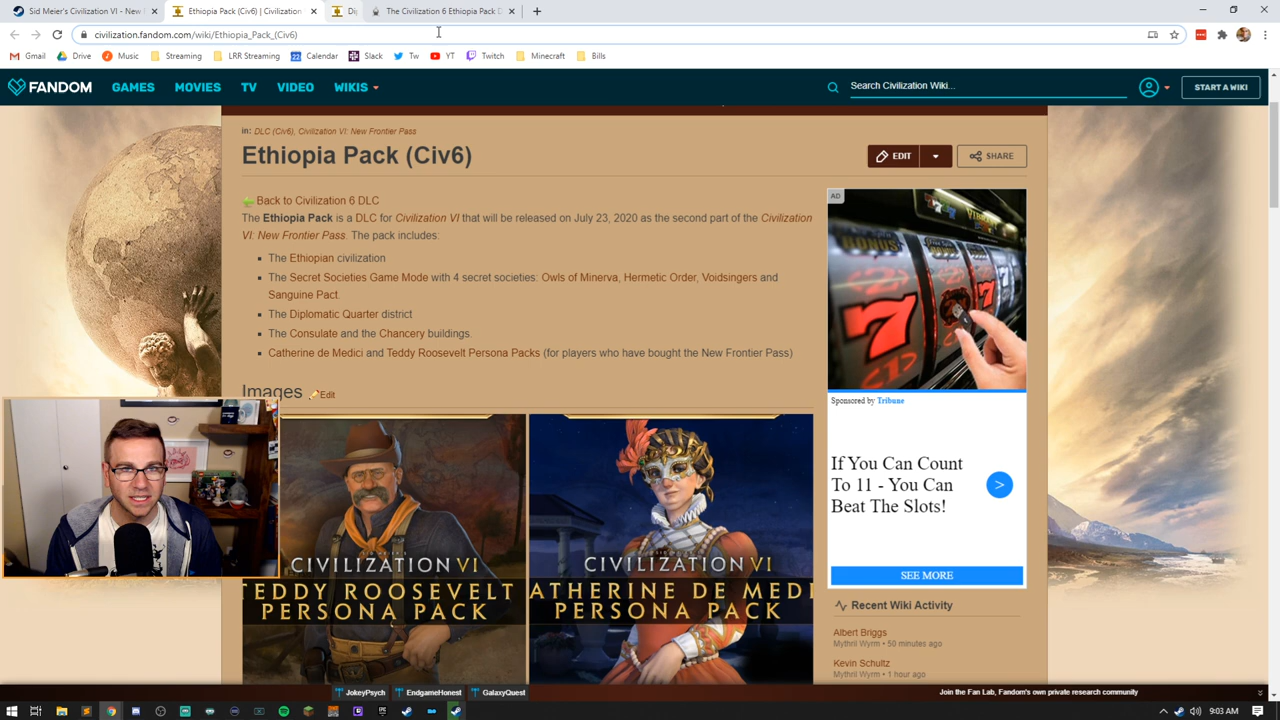 Sid Meier's Civilization VI - New
Ethiopia Pack (Civ6)
Di
The Civilization 6 Ethiopia Pack D
civilization.fandom.com/wiki/Ethiopia_Pack_(Civ6)
Gmail Drive Music Streaming LRR Streaming Calendar Slack Tw YT Twitch Minecraft Bills
FANDOM GAMES MOVIES TV VIDEO WIKIS Search Civilization Wiki... START A WIKI
in: DLC (Civ6), Civilization VI: New Frontier Pass
Ethiopia Pack (Civ6)
EDIT SHARE
Back to Civilization 6 DLC
The Ethiopia Pack is a DLC for Civilization VI that will be released on July 23, 2020 as the second part of the Civilization
VI: New Frontier Pass. The pack includes:
The Ethiopian civilization
The Secret Societies Game Mode with 4 secret societies: Owls of Minerva, Hermetic Order, Voidsingers and
Sanguine Pact.
The Diplomatic Quarter district
The Consulate and the Chancery buildings.
Catherine de Medici and Teddy Roosevelt Persona Packs (for players who have bought the New Frontier Pass)
Images Edit
CIVILIZATION VI
TEDDY ROOSEVELT
PERSONA PACK
CIVILIZATION VI
ATHERINE DE MEDI
PERSONA PACK
AD
BONUS
7
7
Sponsored by Tribune
If You Can Count
To 11 - You Can
Beat The Slots!
>
SEE MORE
Recent Wiki Activity
Albert Briggs
Mythril Wyrm • 50 minutes ago
Kevin Schultz
Mythril Wyrm • 1 hour ago
JokeyPsych EndgameHonest GalaxyQuest
Join the Fan Lab, Fandom's own private research community
9:03 AM